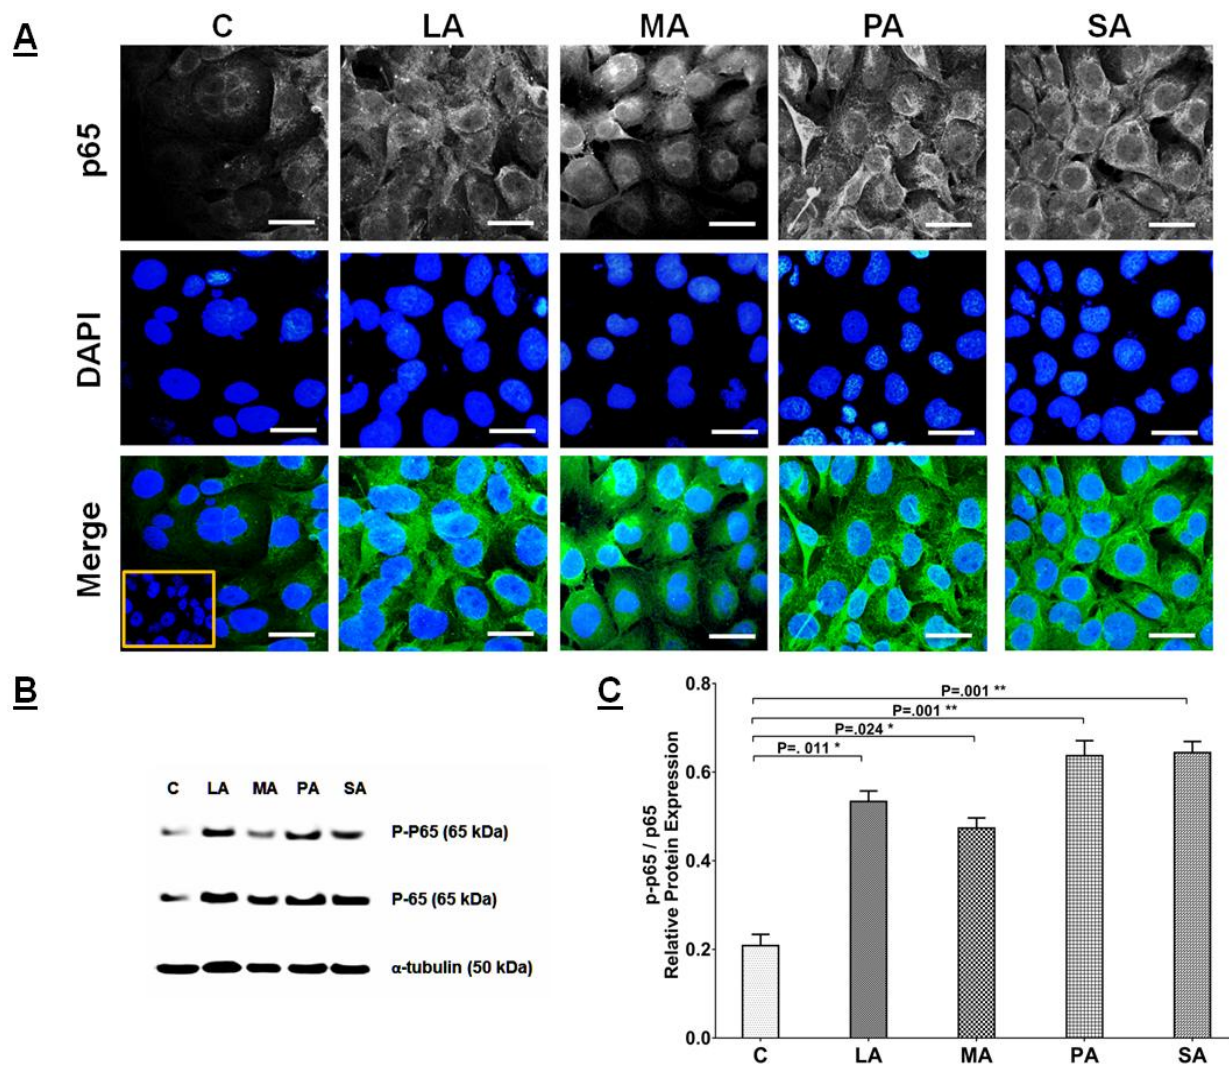 A
C LA MA PA SA
p65
DAPI
Merge
B
C LA MA PA SA
P-P65 (65 kDa)
P-65 (65 kDa)
α-tubulin (50 kDa)
C
p-p65 / p65
Relative Protein Expression
0.8
0.6
0.4
0.2
0.0
P=.001 **
P=.001 **
P=.024 *
P=. 011 *
C LA MA PA SA